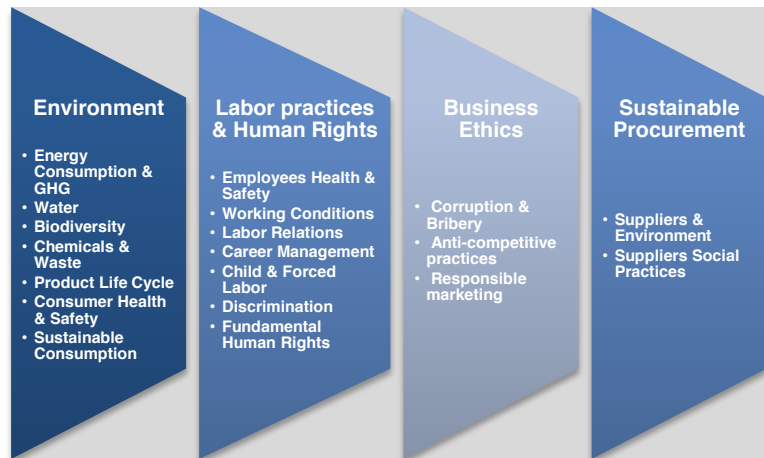 Environment
• Energy
Consumption &
GHG
• Water
• Biodiversity
• Chemicals &
Waste
• Product Life Cycle
• Consumer Health
& Safety
• Sustainable
Consumption
Labor practices
& Human Rights
• Employees Health &
Safety
• Working Conditions
• Labor Relations
• Career Management
• Child & Forced
Labor
• Discrimination
• Fundamental
Human Rights
Business
Ethics
• Corruption &
Bribery
• Anti-competitive
practices
• Responsible
marketing
Sustainable
Procurement
• Suppliers &
Environment
• Suppliers Social
Practices